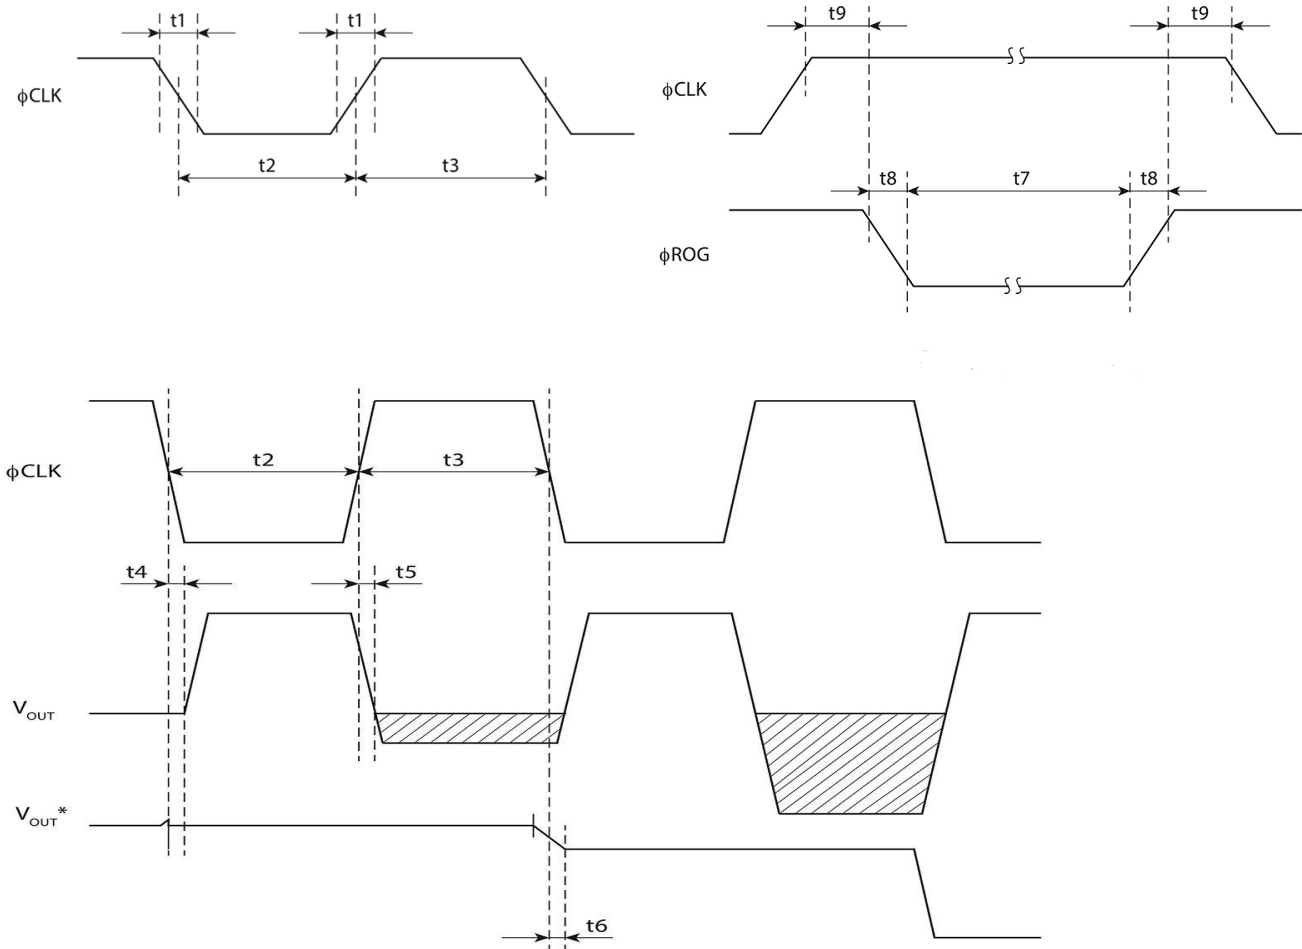 t1 t1
ϕCLK
t2 t3
t9 t9
ϕCLK
t8 t7 t8
ϕROG
ϕCLK
t2 t3
t4 t5
VOUT
VOUT*
t6